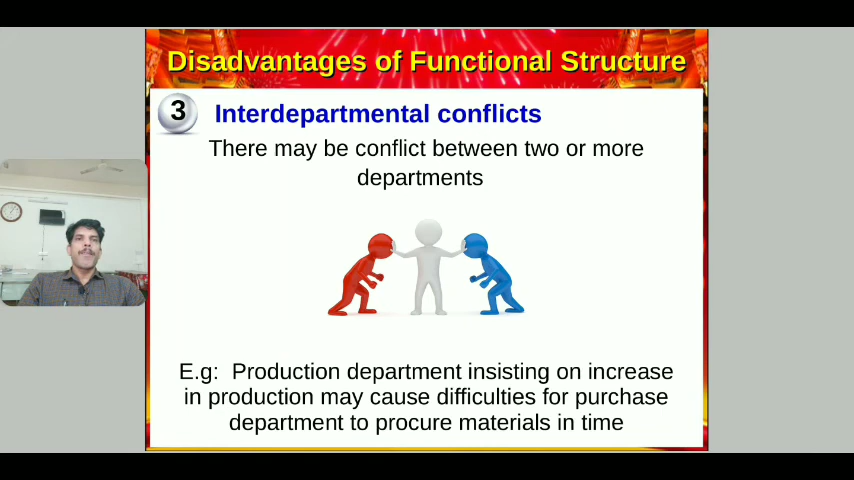 Disadvantages of Functional Structure
3 Interdepartmental conflicts
There may be conflict between two or more
departments
E.g: Production department insisting on increase
in production may cause difficulties for purchase
department to procure materials in time